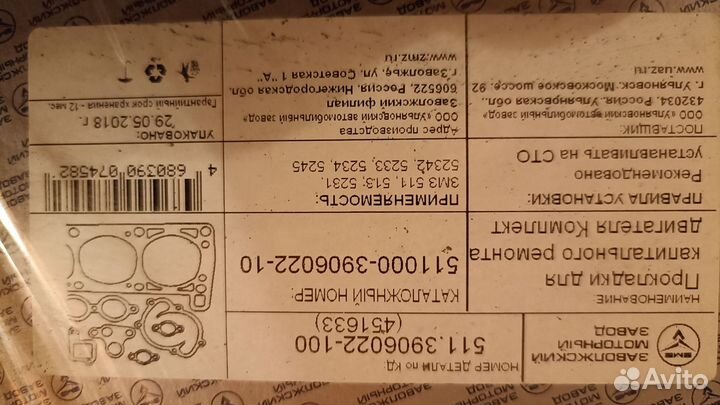 ЗМЗ
ЗАВОЛЖСКИЙ
МОТОРНЫЙ
ЗАВОД
НОМЕР ДЕТАЛИ по КД:
511.3906022-100
(451633)
НАИМЕНОВАНИЕ
Прокладки для
капитального ремонта
двигателя Комплект
КАТАЛОЖНЫЙ НОМЕР:
511000-3906022-10
ПРАВИЛА УСТАНОВКИ:
Рекомендовано
устанавливать на СТО
ПРИМЕНЯЕМОСТЬ:
ЗМЗ 511, 513; 5231,
52342, 5233, 5234, 5245
4 680390 074582
ПОСТАВЩИК:
ООО «Ульяновский автомобильный завод»
432034, Россия, Ульяновская обл.,
г. Ульяновск, Московское шоссе, 92
www.uaz.ru
Адрес производства
ООО «Ульяновский автомобильный завод»
Заволжский филиал
606522, Россия, Нижегородская обл.
г.Заволжье, ул. Советская 1 "А"
www.zmz.ru
УПАКОВАНО:
29.05.2018 г.
Гарантийный срок хранения - 12 мес.
Avito